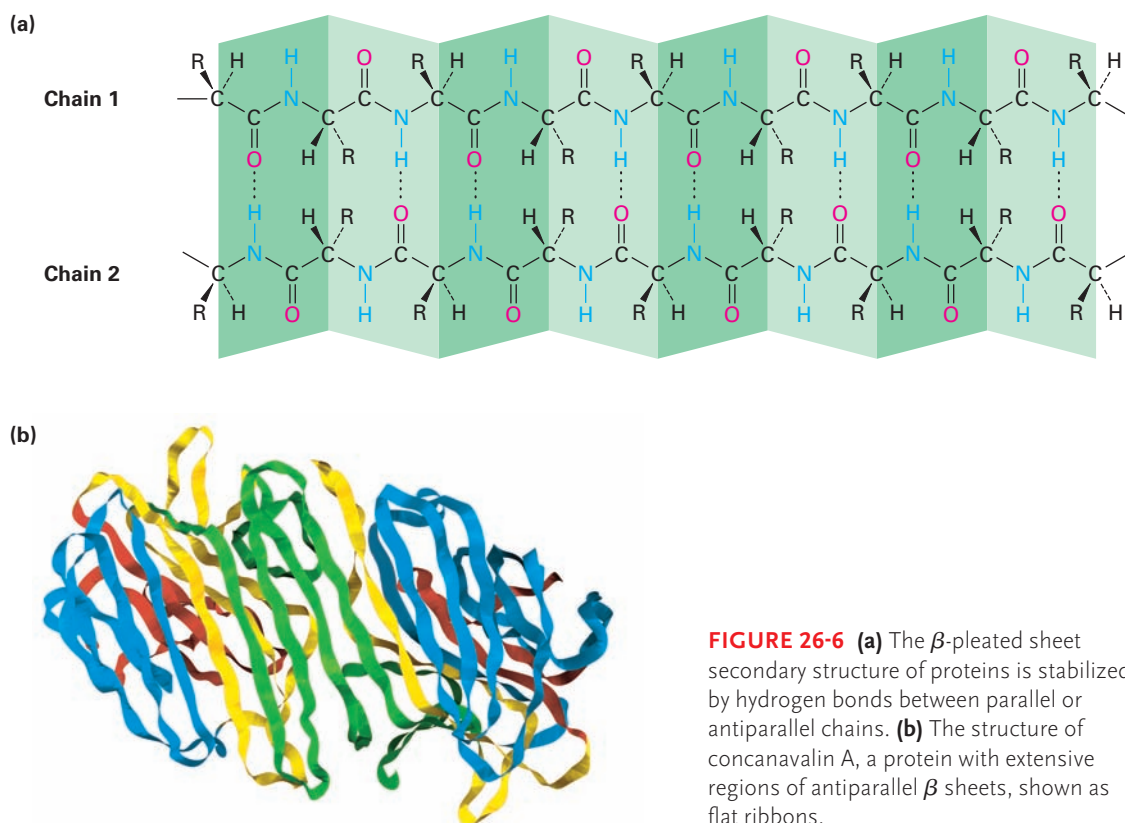 (a)
R H H O R H H O R H H O R H H O R H
Chain 1 C C N C C N C C N C C N C C N C C N C C N C C N C
O H R H O H R H O H R H O H R H
H H R O H H R O H H R O H H R O
Chain 2 C N C C N C C N C C N C C N C C N C C N C C N C C
R H O H R H O H R H O H R H O H R H
(b)
FIGURE 26-6 (a) The β-pleated sheet
secondary structure of proteins is stabilized
by hydrogen bonds between parallel or
antiparallel chains. (b) The structure of
concanavalin A, a protein with extensive
regions of antiparallel β sheets, shown as
flat ribbons.